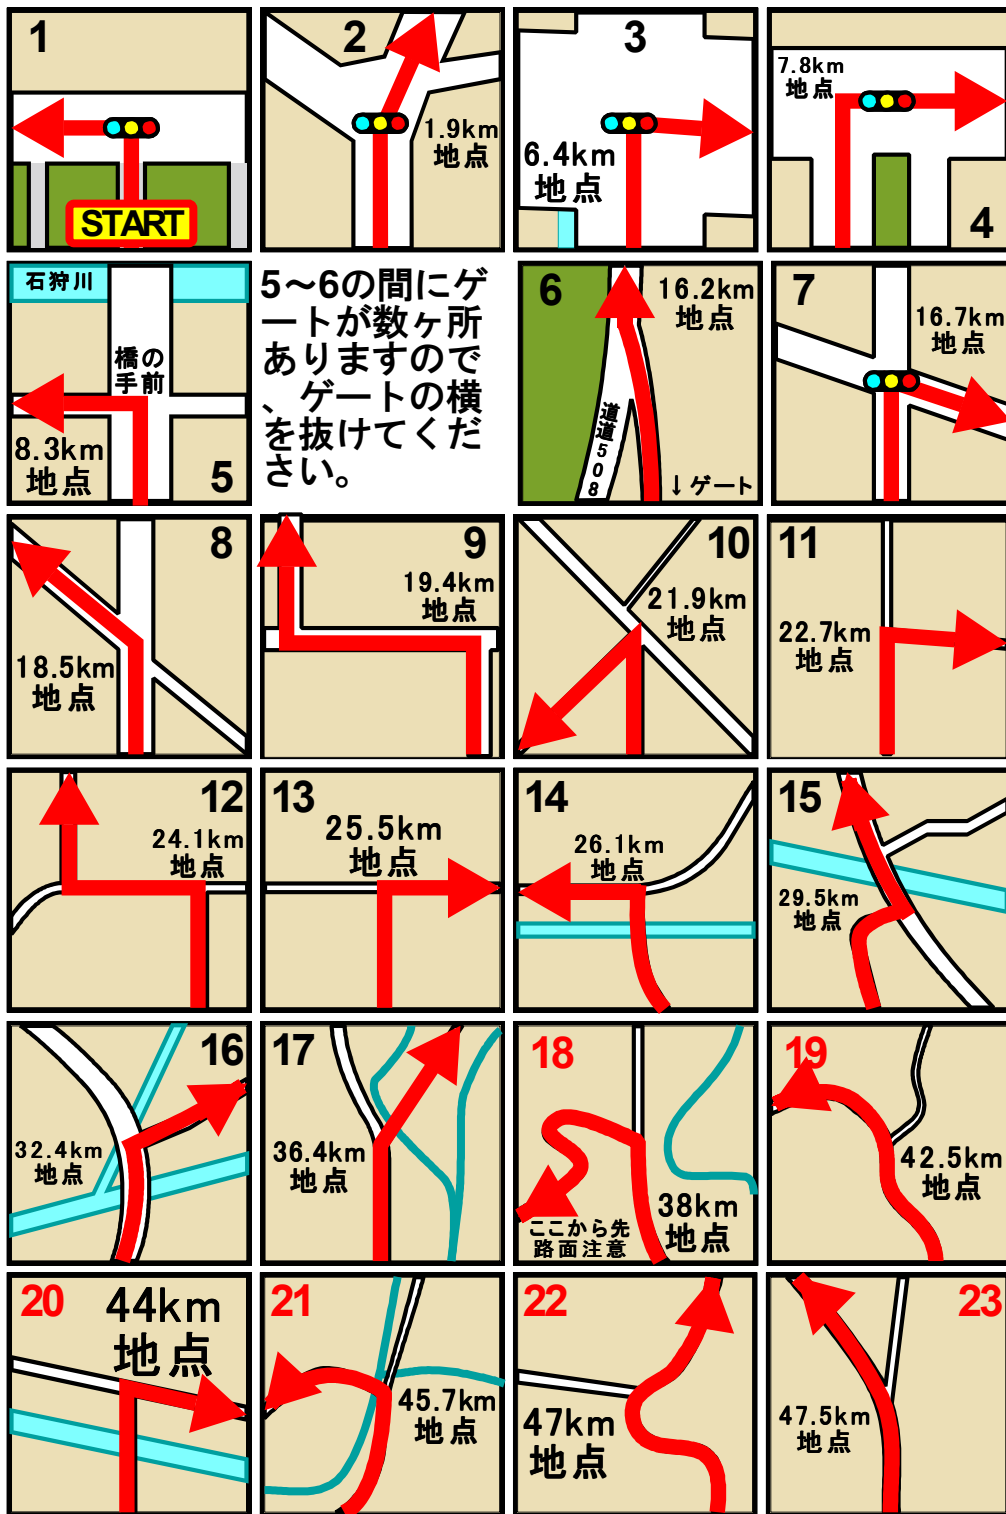 1
START
2
1.9km
地点
3
6.4km
地点
7.8km
地点
4
石狩川
橋の
手前
8.3km
地点
5
5～6の間にゲ
ートが数ヶ所
ありますので
、ゲートの横
を抜けてくだ
さい。
6
16.2km
地点
道道508
↓ゲート
7
16.7km
地点
8
18.5km
地点
9
19.4km
地点
10
21.9km
地点
11
22.7km
地点
12
24.1km
地点
13
25.5km
地点
14
26.1km
地点
15
29.5km
地点
16
32.4km
地点
17
36.4km
地点
18
38km
地点
ここから先
路面注意
19
42.5km
地点
20
44km
地点
21
45.7km
地点
22
47km
地点
23
47.5km
地点